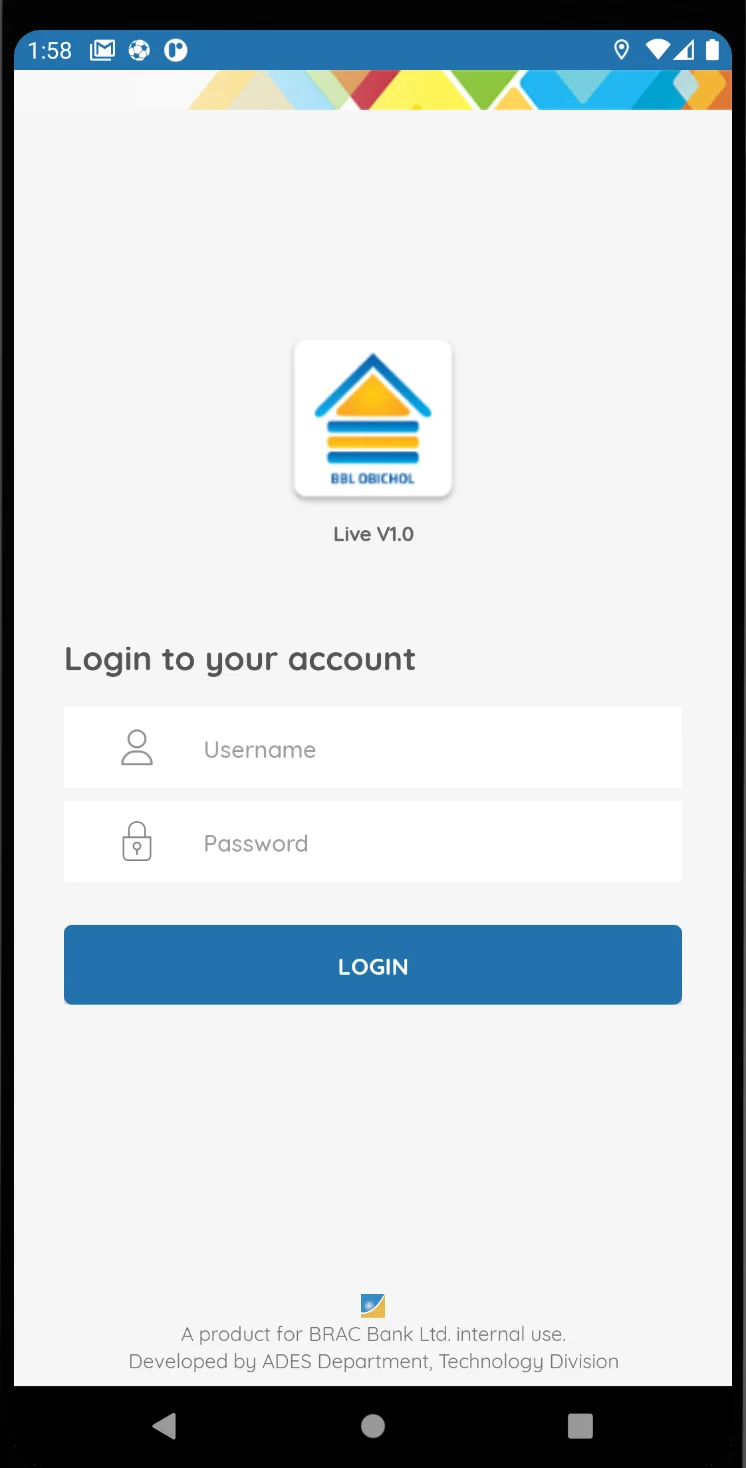 1:58
BBL OBICHOL
Live V1.0
Login to your account
Username
Password
LOGIN
A product for BRAC Bank Ltd. internal use.
Developed by ADES Department, Technology Division